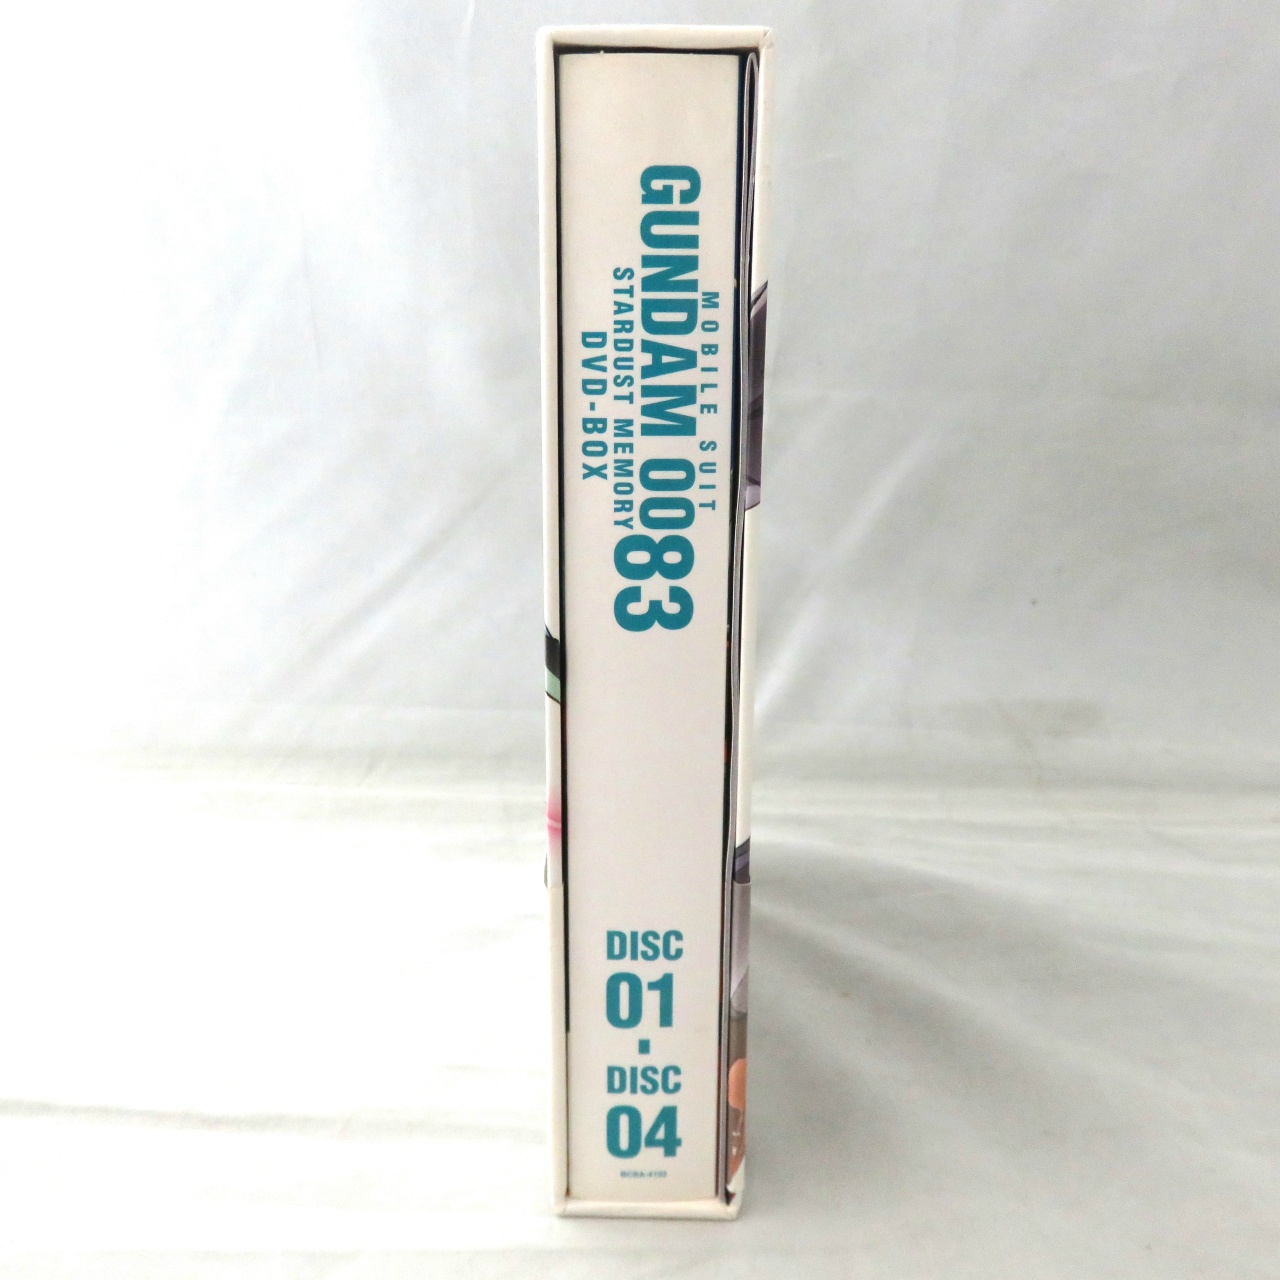 MOBILE SUIT
GUNDAM 0083
STARDUST MEMORY
DVD-BOX
DISC
01
DISC
04